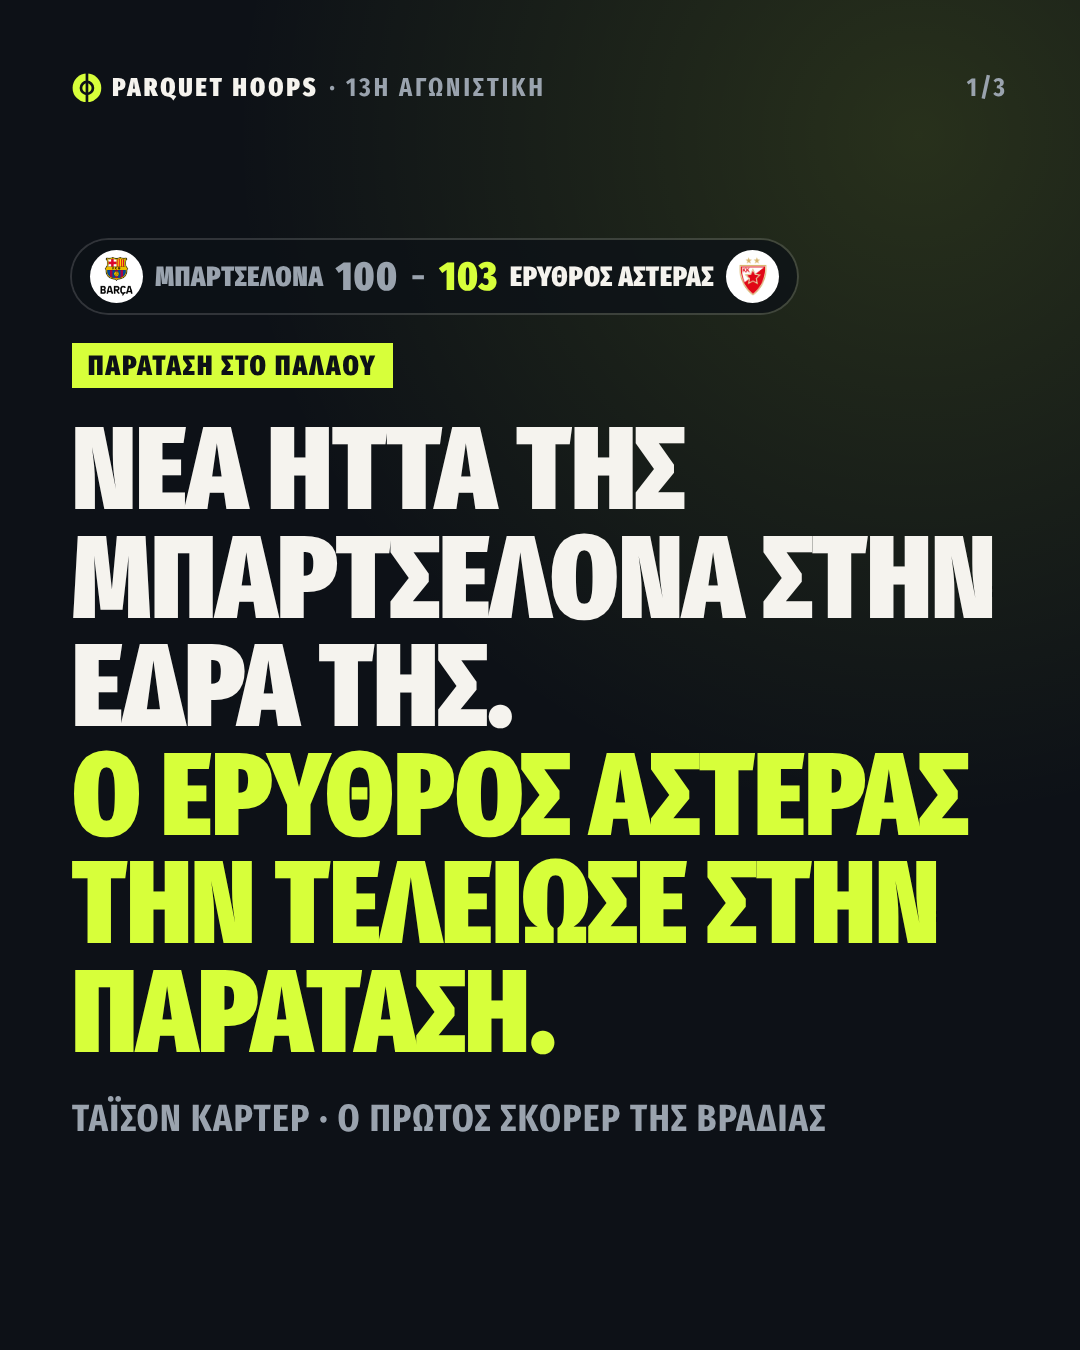 PARQUET HOOPS · 13Η ΑΓΩΝΙΣΤΙΚΗ
1/3
BARÇA ΜΠΑΡΤΣΕΛΟΝΑ 100 - 103 ΕΡΥΘΡΟΣ ΑΣΤΕΡΑΣ
ΠΑΡΑΤΑΣΗ ΣΤΟ ΠΑΛΑΟΥ
ΝΕΑ ΗΤΤΑ ΤΗΣ
ΜΠΑΡΤΣΕΛΟΝΑ ΣΤΗΝ
ΕΔΡΑ ΤΗΣ.
Ο ΕΡΥΘΡΟΣ ΑΣΤΕΡΑΣ
ΤΗΝ ΤΕΛΕΙΩΣΕ ΣΤΗΝ
ΠΑΡΑΤΑΣΗ.
ΤΑΪΣΟΝ ΚΑΡΤΕΡ · Ο ΠΡΩΤΟΣ ΣΚΟΡΕΡ ΤΗΣ ΒΡΑΔΙΑΣ